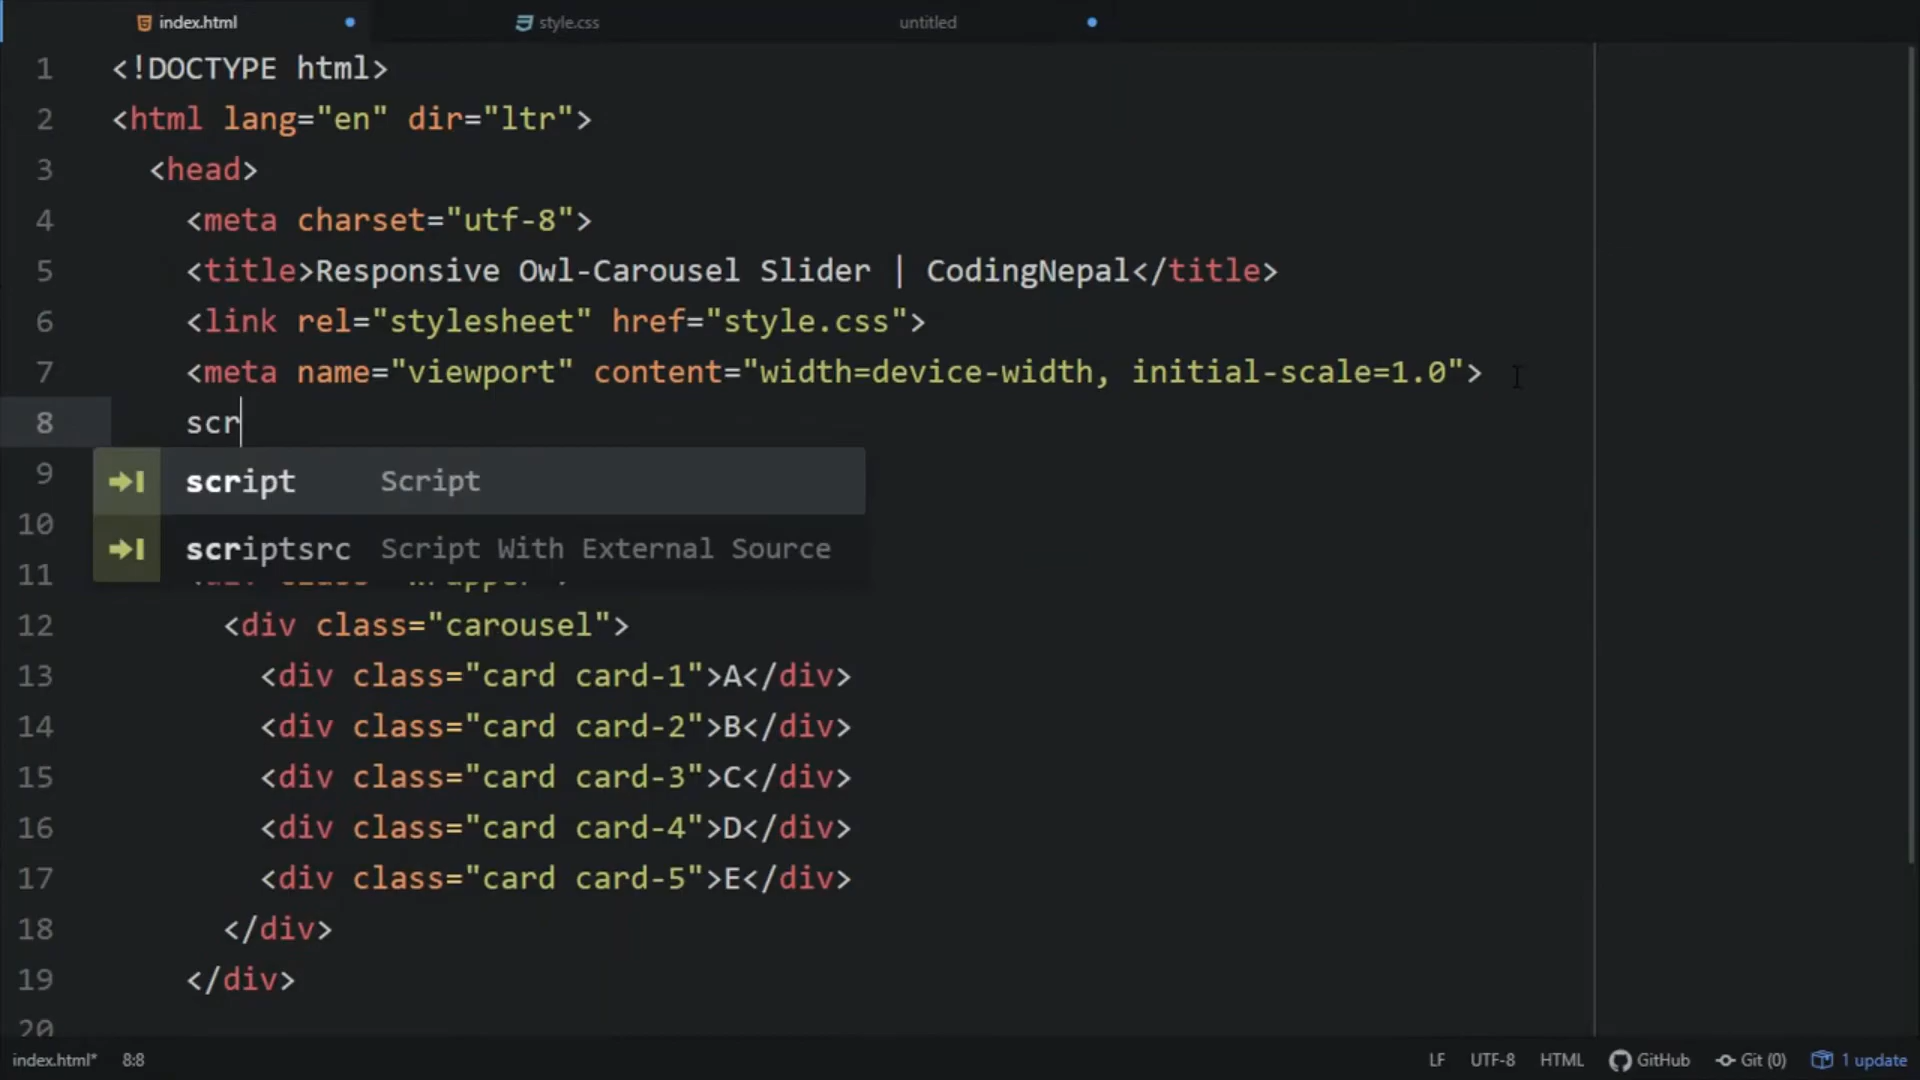 index.html style.css untitled
1 <!DOCTYPE html>
2 <html lang="en" dir="ltr">
3 <head>
4 <meta charset="utf-8">
5 <title>Responsive Owl-Carousel Slider | CodingNepal</title>
6 <link rel="stylesheet" href="style.css">
7 <meta name="viewport" content="width=device-width, initial-scale=1.0">
8 scr
9 script Script
10 scriptsrc Script With External Source
11
12 <div class="carousel">
13 <div class="card card-1">A</div>
14 <div class="card card-2">B</div>
15 <div class="card card-3">C</div>
16 <div class="card card-4">D</div>
17 <div class="card card-5">E</div>
18 </div>
19 </div>
20
index.html* 8:8 LF UTF-8 HTML GitHub Git (0) 1 update